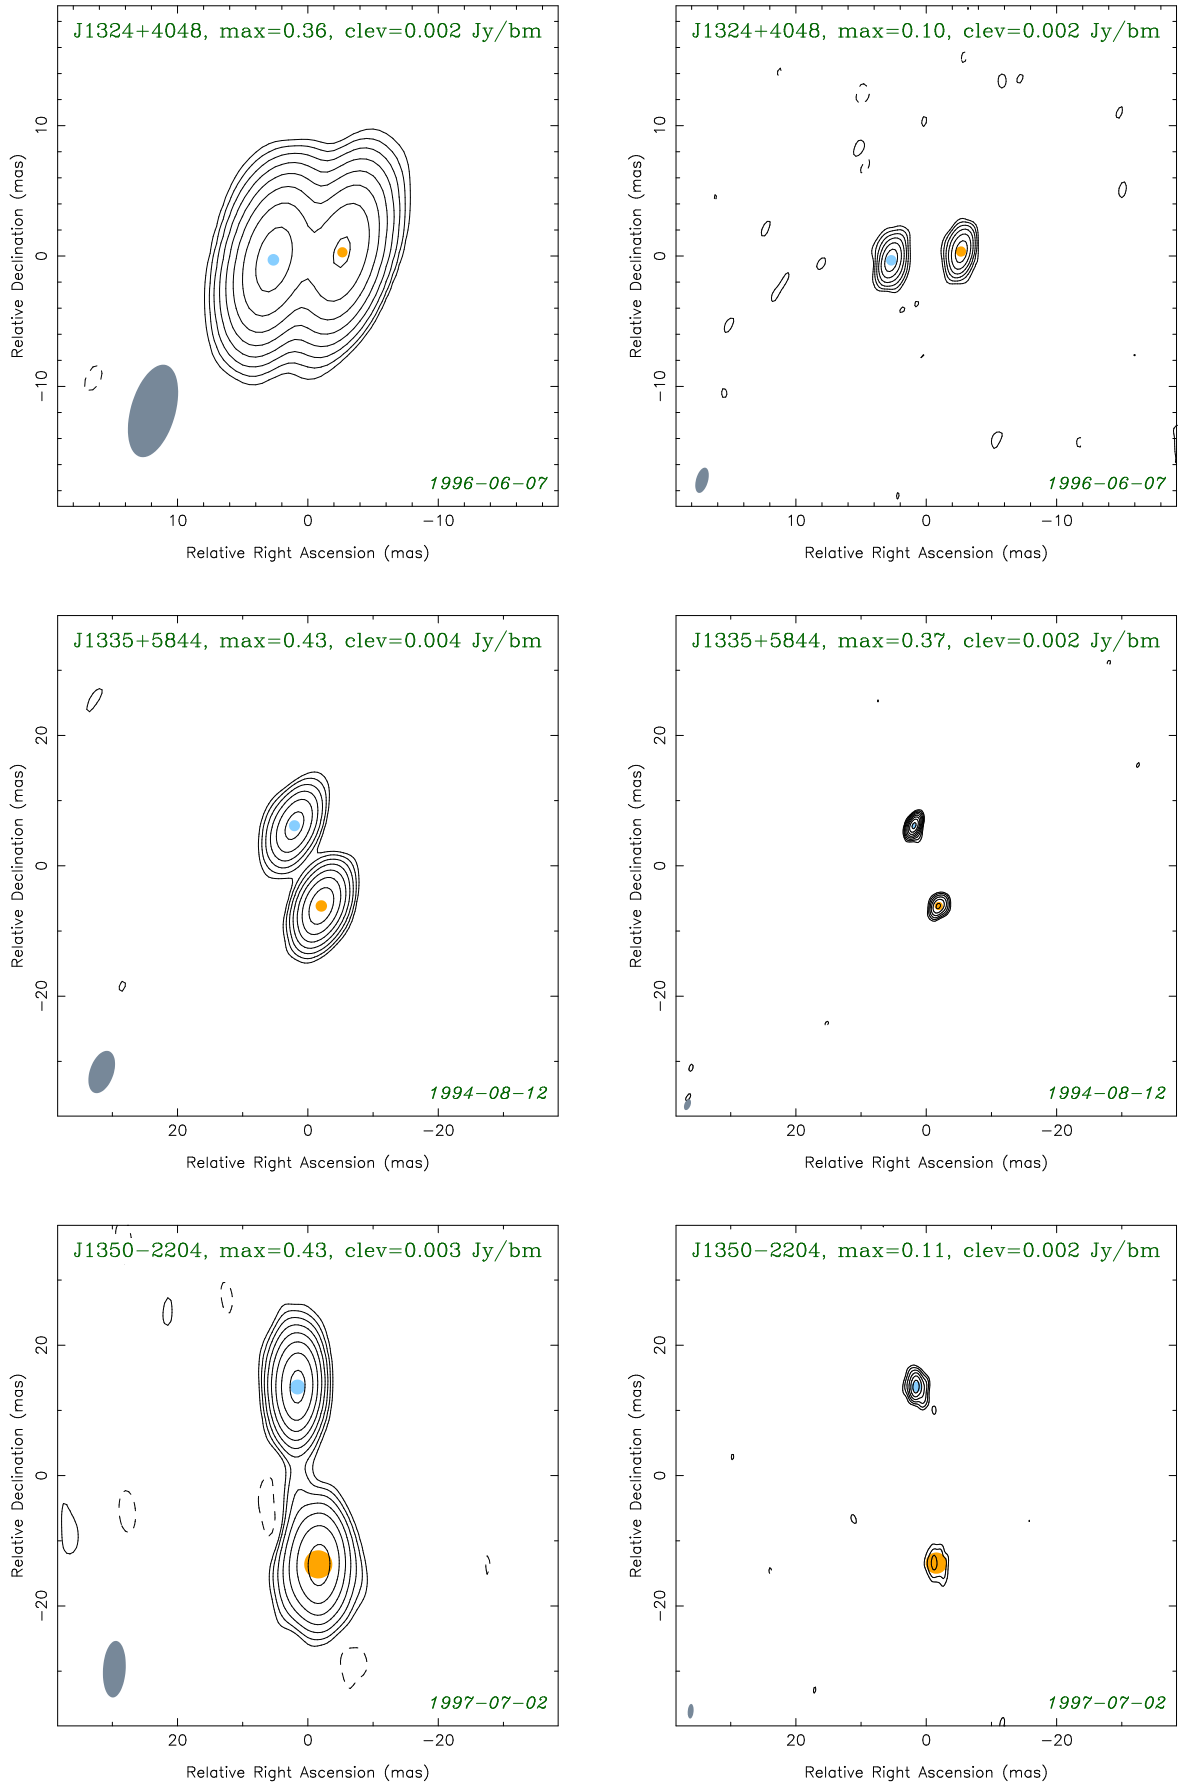 J1324+4048, max=0.36, clev=0.002 Jy/bm
Relative Declination (mas)
10
0
−10
1996−06−07
10 0 −10
Relative Right Ascension (mas)
J1324+4048, max=0.10, clev=0.002 Jy/bm
Relative Declination (mas)
10
0
−10
1996−06−07
10 0 −10
Relative Right Ascension (mas)
J1335+5844, max=0.43, clev=0.004 Jy/bm
Relative Declination (mas)
20
0
−20
1994−08−12
20 0 −20
Relative Right Ascension (mas)
J1335+5844, max=0.37, clev=0.002 Jy/bm
Relative Declination (mas)
20
0
−20
1994−08−12
20 0 −20
Relative Right Ascension (mas)
J1350−2204, max=0.43, clev=0.003 Jy/bm
Relative Declination (mas)
20
0
−20
1997−07−02
20 0 −20
Relative Right Ascension (mas)
J1350−2204, max=0.11, clev=0.002 Jy/bm
Relative Declination (mas)
20
0
−20
1997−07−02
20 0 −20
Relative Right Ascension (mas)